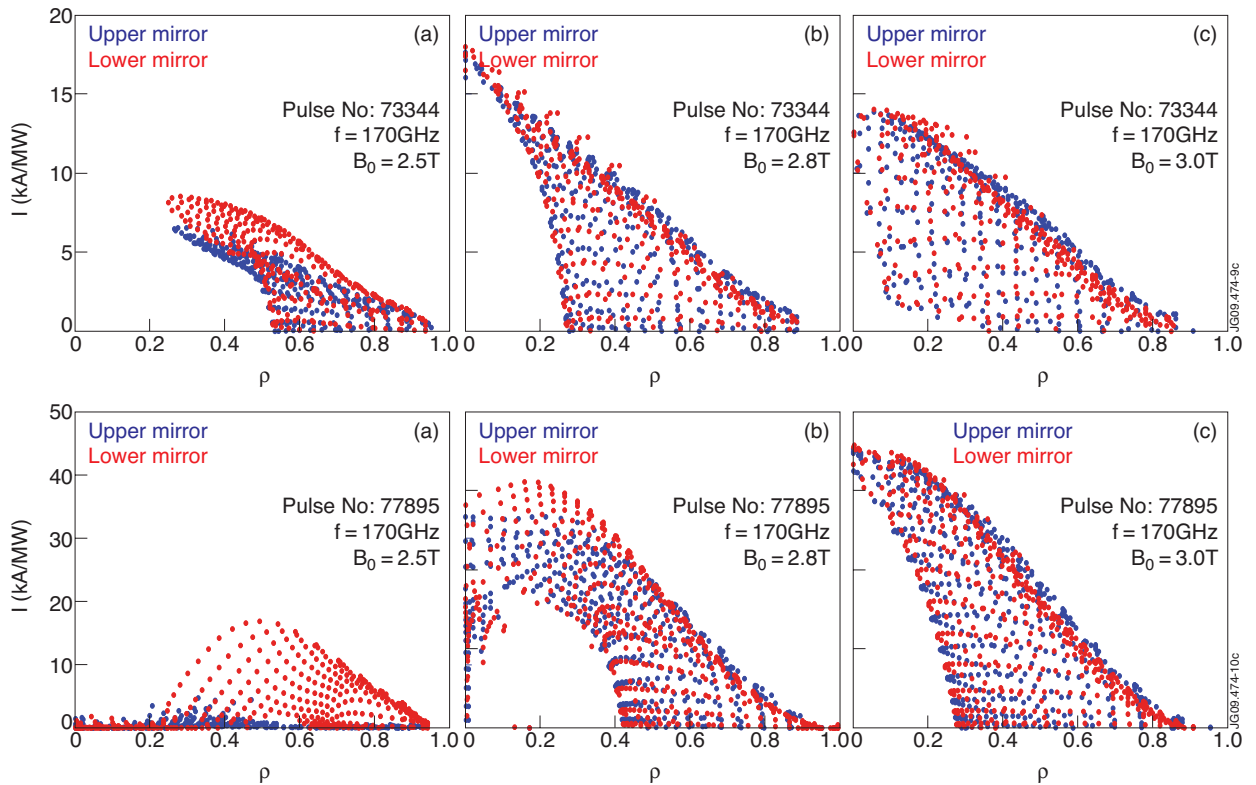 20
15
10
5
0
I (kA/MW)
Upper mirror
Lower mirror
(a)
Pulse No: 73344
f = 170GHz
B₀ = 2.5T
0 0.2 0.4 0.6 0.8 1.0
ρ
Upper mirror
Lower mirror
(b)
Pulse No: 73344
f = 170GHz
B₀ = 2.8T
0 0.2 0.4 0.6 0.8 1.0
ρ
Upper mirror
Lower mirror
(c)
Pulse No: 73344
f = 170GHz
B₀ = 3.0T
0 0.2 0.4 0.6 0.8 1.0
ρ
JG09.474-9c
50
40
30
20
10
0
I (kA/MW)
Upper mirror
Lower mirror
(a)
Pulse No: 77895
f = 170GHz
B₀ = 2.5T
0 0.2 0.4 0.6 0.8 1.0
ρ
Upper mirror
Lower mirror
(b)
Pulse No: 77895
f = 170GHz
B₀ = 2.8T
0 0.2 0.4 0.6 0.8 1.0
ρ
Upper mirror
Lower mirror
(c)
Pulse No: 77895
f = 170GHz
B₀ = 3.0T
0 0.2 0.4 0.6 0.8 1.0
ρ
JG09.474-10c